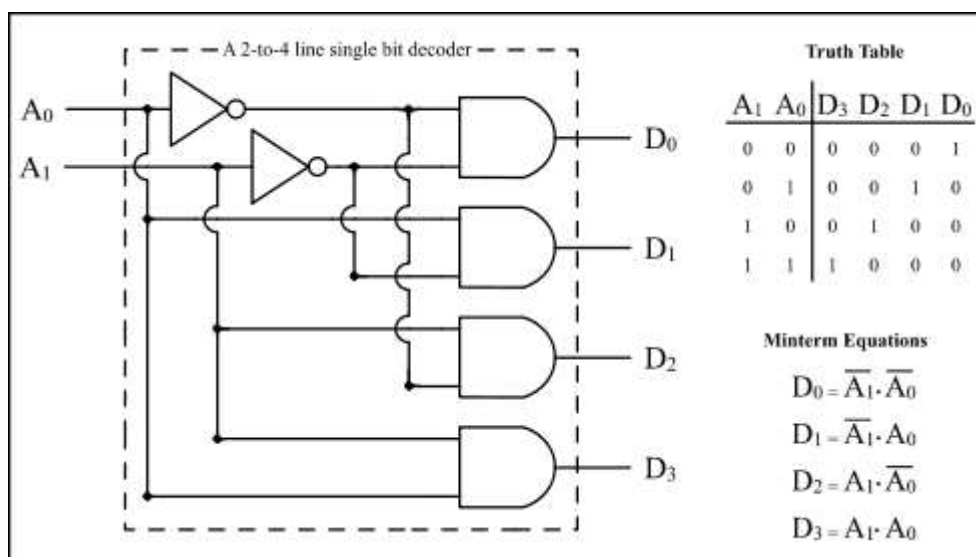 A 2-to-4 line single bit decoder
A₀
A₁
D₀
D₁
D₂
D₃
Truth Table
A₁ A₀ D₃ D₂ D₁ D₀
0 0 0 0 0 1
0 1 0 0 1 0
1 0 0 1 0 0
1 1 1 0 0 0
Minterm Equations
D₀ = A̅₁ · A̅₀
D₁ = A̅₁ · A₀
D₂ = A₁ · A̅₀
D₃ = A₁ · A₀